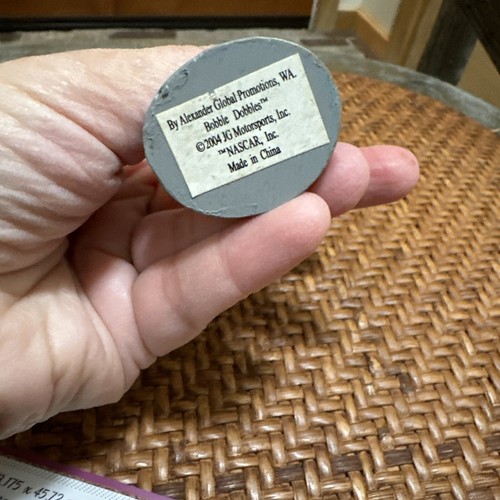 By Alexander Global Promotions, WA.
Bobble Dobbles™
©2004 JG Motorsports, Inc.
™NASCAR, Inc.
Made in China